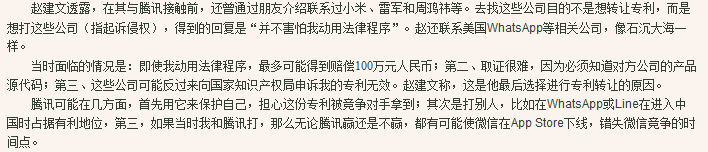 赵建文透露，在其与腾讯接触前，还曾通过朋友介绍联系过小米、雷军和周鸿祎等。去找这些公司目的不是想转让专利，而是
想打这些公司（指起诉侵权），得到的回复是“并不害怕我动用法律程序”。赵还联系美国WhatsApp等相关公司，像石沉大海一
样。
当时面临的情况是：即使我动用法律程序，最多可能得到赔偿100万元人民币；第二、取证很难，因为必须知道对方公司的产品
源代码；第三、这些公司可能反过来向国家知识产权局申诉我的专利无效。赵建文称，这是他最后选择进行专利转让的原因。
腾讯可能在几方面，首先用它来保护自己，担心这份专利被竞争对手拿到；其次是打别人，比如在WhatsApp或Line在进入中
国时占据有利地位，第三，如果当时我和腾讯打，那么无论腾讯赢还是不赢，都有可能使微信在App Store下线，错失微信竞争的时
间点。